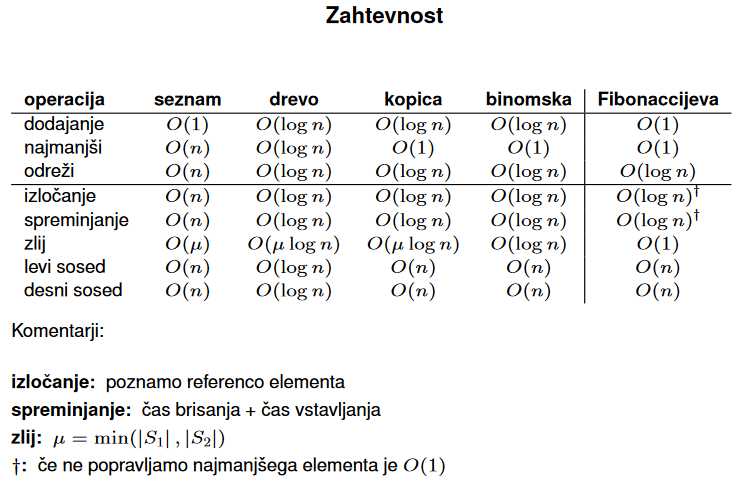 Zahtevnost
operacija seznam drevo kopica binomska Fibonaccijeva
dodajanje O(1) O(log n) O(log n) O(log n) O(1)
najmanjši O(n) O(log n) O(1) O(1) O(1)
odreži O(n) O(log n) O(log n) O(log n) O(log n)
izločanje O(n) O(log n) O(log n) O(log n) O(log n)†
spreminjanje O(n) O(log n) O(log n) O(log n) O(log n)†
zlij O(μ) O(μ log n) O(μ log n) O(log n) O(1)
levi sosed O(n) O(log n) O(n) O(n) O(n)
desni sosed O(n) O(log n) O(n) O(n) O(n)
Komentarji:
izločanje: poznamo referenco elementa
spreminjanje: čas brisanja + čas vstavljanja
zlij: μ = min(|S₁| , |S₂|)
†: če ne popravljamo najmanjšega elementa je O(1)